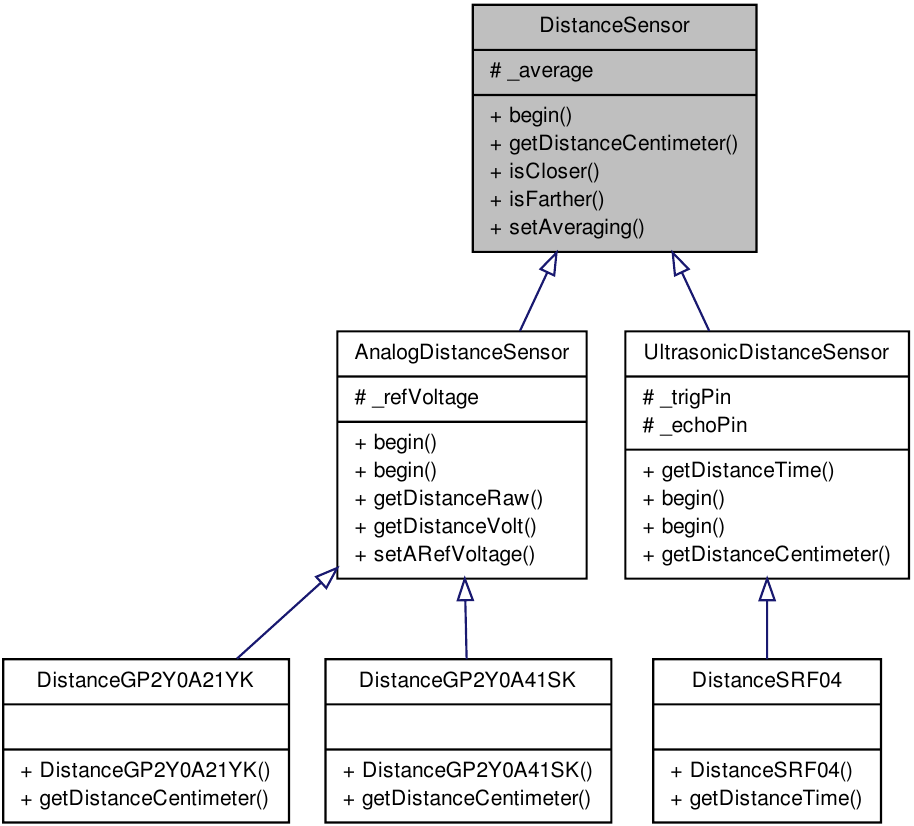 DistanceSensor
# _average
+ begin()
+ getDistanceCentimeter()
+ isCloser()
+ isFarther()
+ setAveraging()
AnalogDistanceSensor
# _refVoltage
+ begin()
+ begin()
+ getDistanceRaw()
+ getDistanceVolt()
+ setARefVoltage()
UltrasonicDistanceSensor
# _trigPin
# _echoPin
+ getDistanceTime()
+ begin()
+ begin()
+ getDistanceCentimeter()
DistanceGP2Y0A21YK
+ DistanceGP2Y0A21YK()
+ getDistanceCentimeter()
DistanceGP2Y0A41SK
+ DistanceGP2Y0A41SK()
+ getDistanceCentimeter()
DistanceSRF04
+ DistanceSRF04()
+ getDistanceTime()